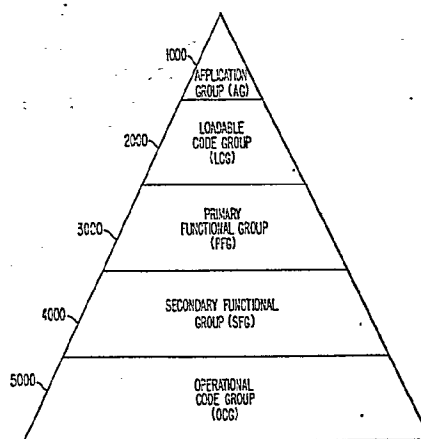 1000
APPLICATION
GROUP (AG)
2000
LOADABLE
CODE GROUP
(LCG)
3000
PRIMARY
FUNCTIONAL GROUP
(PFG)
4000
SECONDARY FUNCTIONAL
GROUP (SFG)
5000
OPERATIONAL
CODE GROUP
(OCG)